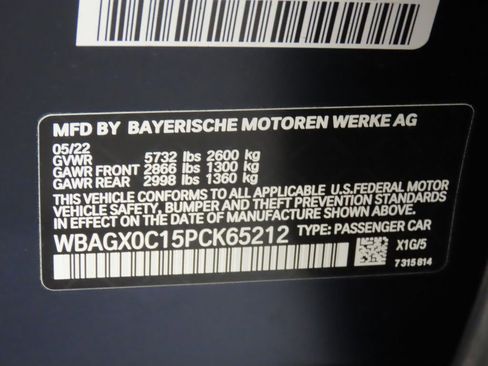 MFD BY BAYERISCHE MOTOREN WERKE AG
05/22
GVWR 5732 lbs 2600 kg
GAWR FRONT 2866 lbs 1300 kg
GAWR REAR 2998 lbs 1360 kg
THIS VEHICLE CONFORMS TO ALL APPLICABLE U.S.FEDERAL MOTOR
VEHICLE SAFETY, BUMPER AND THEFT PREVENTION STANDARDS
IN EFFECT ON THE DATE OF MANUFACTURE SHOWN ABOVE.
WBAGX0C15PCK65212 TYPE: PASSENGER CAR
X1G/5
7 315 814